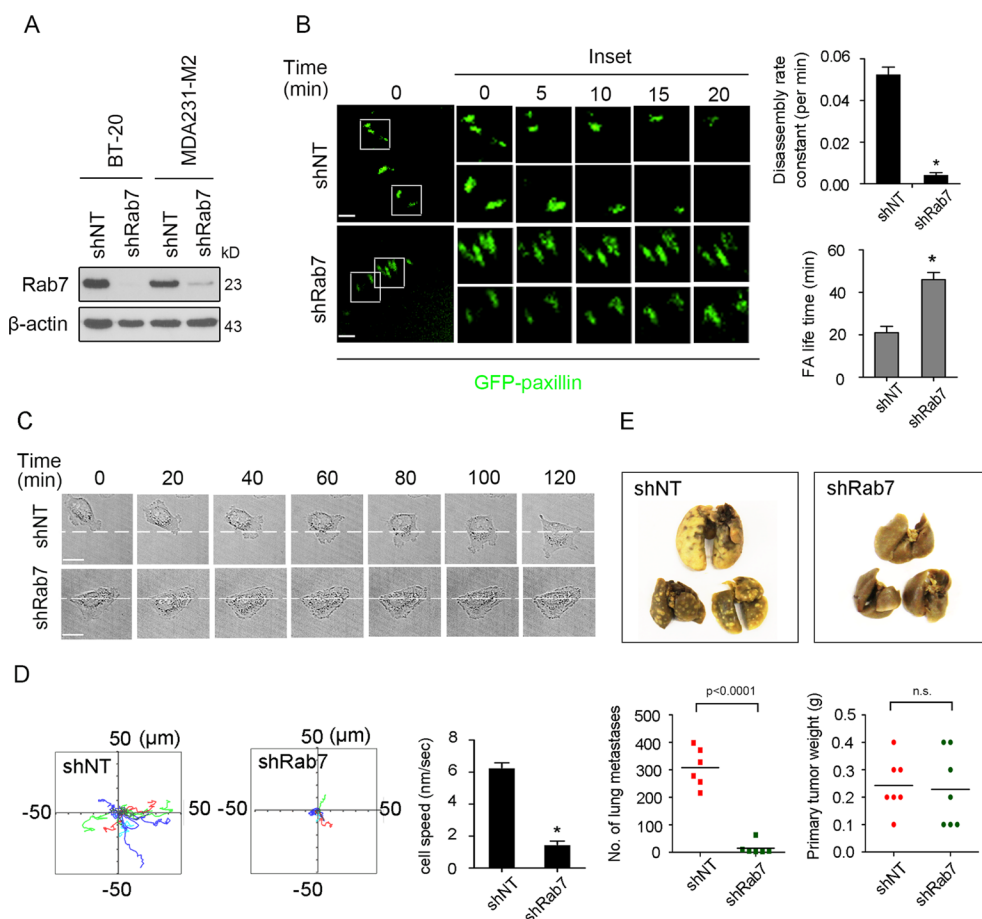 A
BT-20
MDA231-M2
shNT
shRab7
shNT
shRab7
kD
Rab7
23
β-actin
43
B
Time
(min)
Inset
0
0
5
10
15
20
shNT
shRab7
GFP-paxillin
Disassembly rate
constant (per min)
0.06
0.04
0.02
0.00
*
shNT
shRab7
FA life time (min)
60
40
20
0
*
shNT
shRab7
C
Time
(min)
0
20
40
60
80
100
120
shNT
shRab7
D
50 (μm)
shNT
-50
50
-50
50 (μm)
shRab7
-50
50
-50
cell speed (nm/sec)
8
6
4
2
0
*
shNT
shRab7
E
shNT
shRab7
p<0.0001
No. of lung metastases
500
400
300
200
100
0
shNT
shRab7
n.s.
Primary tumor weight (g)
0.5
0.4
0.3
0.2
0.1
0.0
shNT
shRab7